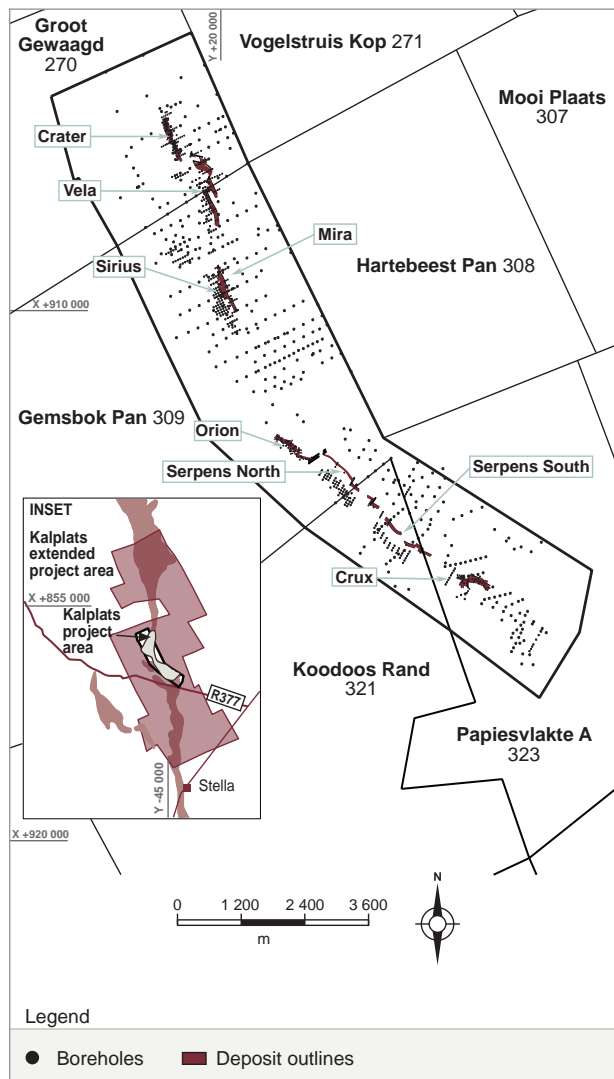 Groot
Gewaagd
270
Y +20 000
Vogelstruis Kop 271
Mooi Plaats
307
Crater
Vela
Mira
Sirius
Hartebeest Pan 308
X +910 000
Gemsbok Pan 309
Orion
Serpens North
Serpens South
Crux
INSET
Kalplats
extended
project area
X +855 000
Kalplats
project
area
R377
Y -45 000
Stella
Koodoos Rand
321
Papiesvlakte A
323
X +920 000
N
0 1 200 2 400 3 600
m
Legend
Boreholes Deposit outlines